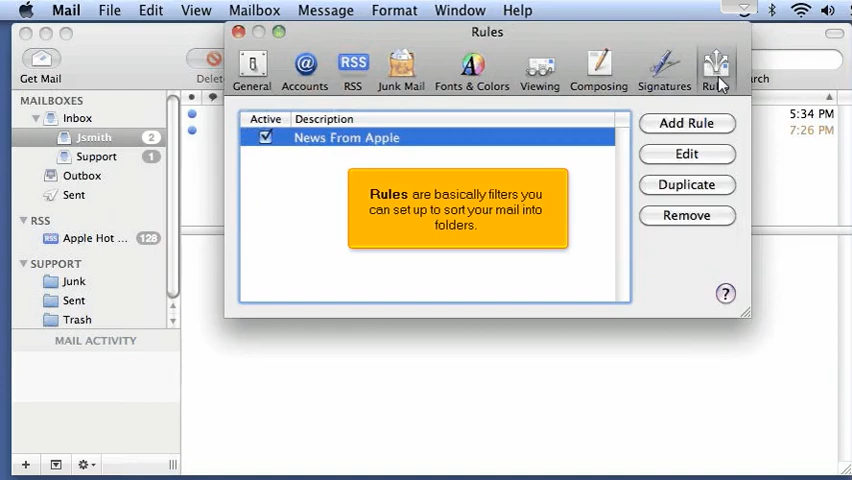 Mail File Edit View Mailbox Message Format Window Help
Rules
General Accounts RSS Junk Mail Fonts & Colors Viewing Composing Signatures
Get Mail
MAILBOXES
Inbox
Jsmith 2
Support 1
Outbox
Sent
RSS
RSS Apple Hot ... 128
SUPPORT
Junk
Sent
Trash
MAIL ACTIVITY
Active Description
News From Apple
Rules are basically filters you
can set up to sort your mail into
folders.
Add Rule
Edit
Duplicate
Remove
?
5:34 PM
7:26 PM